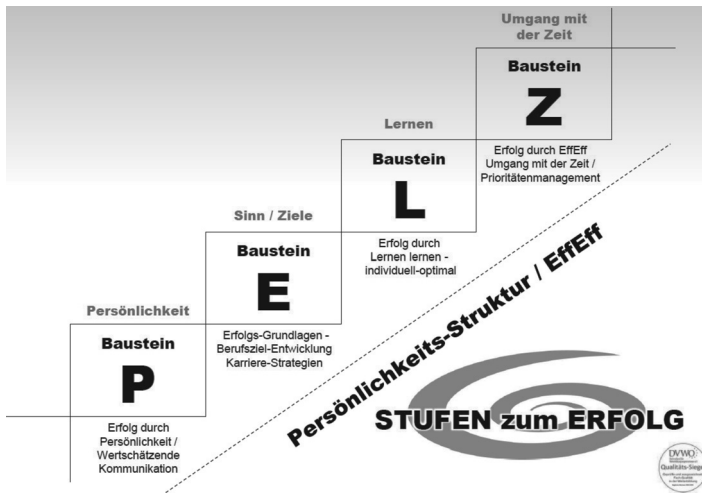 Umgang mit
der Zeit
Baustein
Z
Erfolg durch EffEff
Umgang mit der Zeit /
Prioritätenmanagement
Lernen
Baustein
L
Erfolg durch
Lernen lernen -
individuell-optimal
Sinn / Ziele
Baustein
E
Erfolgs-Grundlagen -
Berufsziel-Entwicklung
Karriere-Strategien
Persönlichkeit
Baustein
P
Erfolg durch
Persönlichkeit /
Wertschätzende
Kommunikation
Persönlichkeits-Struktur / EffEff
STUFEN zum ERFOLG
DVWO
Qualitäts-Siegel